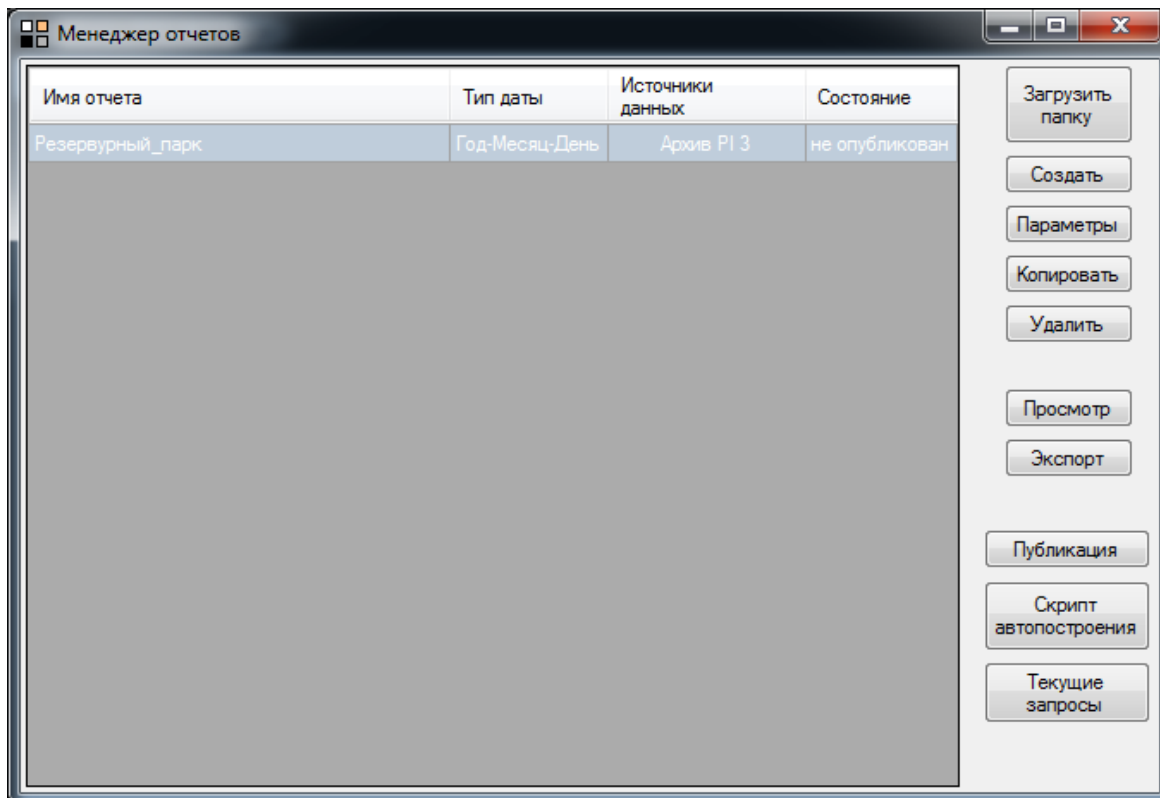 Менеджер отчетов
Имя отчета
Тип даты
Источники
данных
Состояние
Резервурный_парк
Год-Месяц-День
Архив PI 3
не опубликован
Загрузить
папку
Создать
Параметры
Копировать
Удалить
Просмотр
Экспорт
Публикация
Скрипт
автопостроения
Текущие
запросы